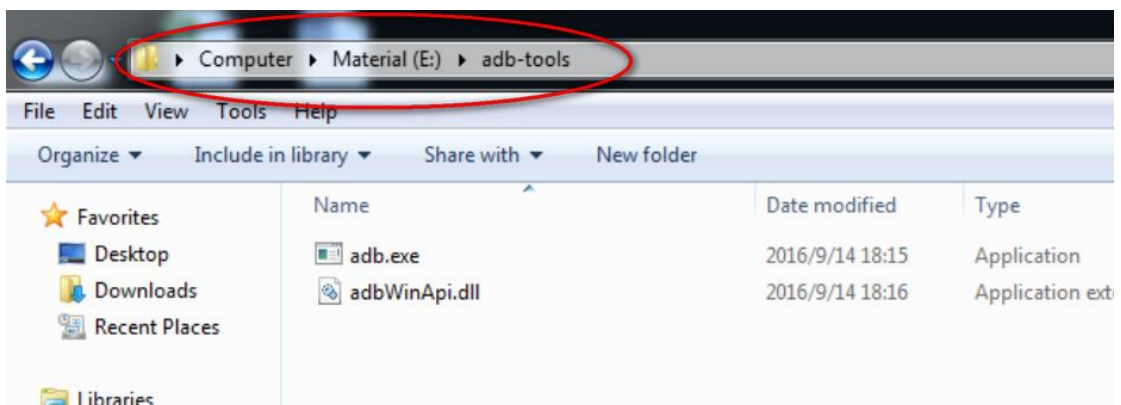 Computer ▸ Material (E:) ▸ adb-tools
File Edit View Tools Help
Organize Include in library Share with New folder
Favorites
Desktop
Downloads
Recent Places
Libraries
Name Date modified Type
adb.exe 2016/9/14 18:15 Application
adbWinApi.dll 2016/9/14 18:16 Application exte